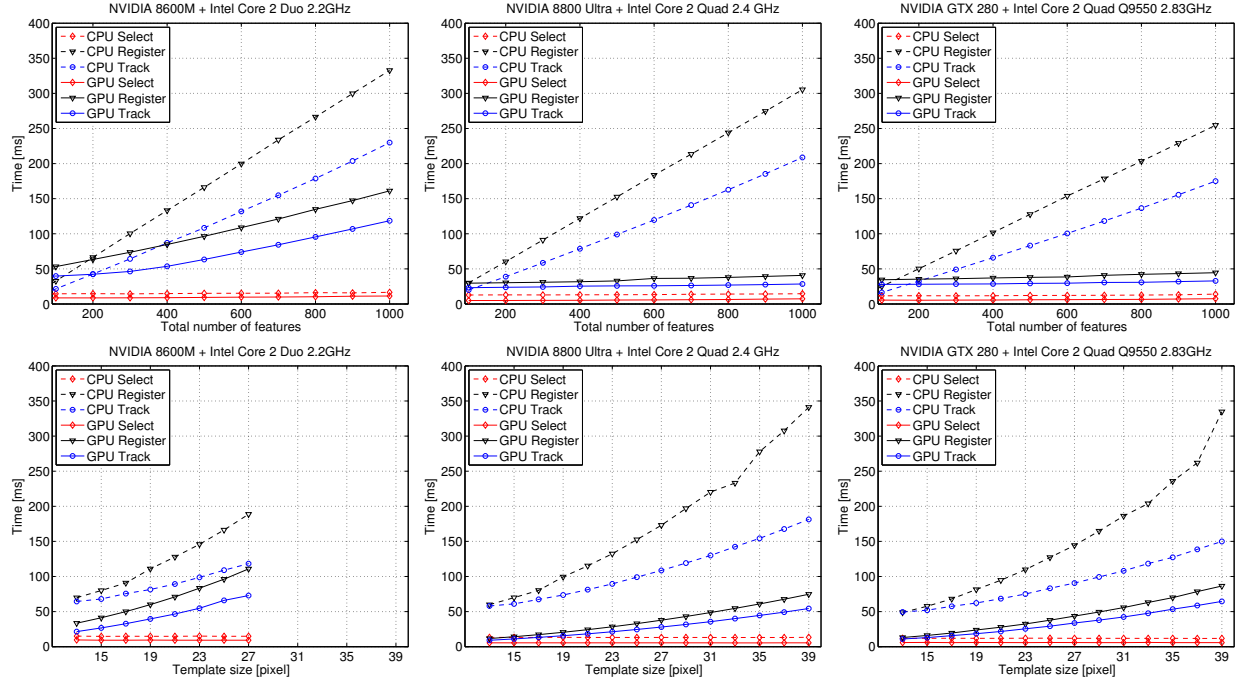 NVIDIA 8600M + Intel Core 2 Duo 2.2GHz
400
350
300
250
200
150
100
50
0
Time [ms]
CPU Select
CPU Register
CPU Track
GPU Select
GPU Register
GPU Track
200 400 600 800 1000
Total number of features
NVIDIA 8800 Ultra + Intel Core 2 Quad 2.4 GHz
400
350
300
250
200
150
100
50
0
Time [ms]
CPU Select
CPU Register
CPU Track
GPU Select
GPU Register
GPU Track
200 400 600 800 1000
Total number of features
NVIDIA GTX 280 + Intel Core 2 Quad Q9550 2.83GHz
400
350
300
250
200
150
100
50
0
Time [ms]
CPU Select
CPU Register
CPU Track
GPU Select
GPU Register
GPU Track
200 400 600 800 1000
Total number of features
NVIDIA 8600M + Intel Core 2 Duo 2.2GHz
400
350
300
250
200
150
100
50
0
Time [ms]
CPU Select
CPU Register
CPU Track
GPU Select
GPU Register
GPU Track
15 19 23 27 31 35 39
Template size [pixel]
NVIDIA 8800 Ultra + Intel Core 2 Quad 2.4 GHz
400
350
300
250
200
150
100
50
0
Time [ms]
CPU Select
CPU Register
CPU Track
GPU Select
GPU Register
GPU Track
15 19 23 27 31 35 39
Template size [pixel]
NVIDIA GTX 280 + Intel Core 2 Quad Q9550 2.83GHz
400
350
300
250
200
150
100
50
0
Time [ms]
CPU Select
CPU Register
CPU Track
GPU Select
GPU Register
GPU Track
15 19 23 27 31 35 39
Template size [pixel]